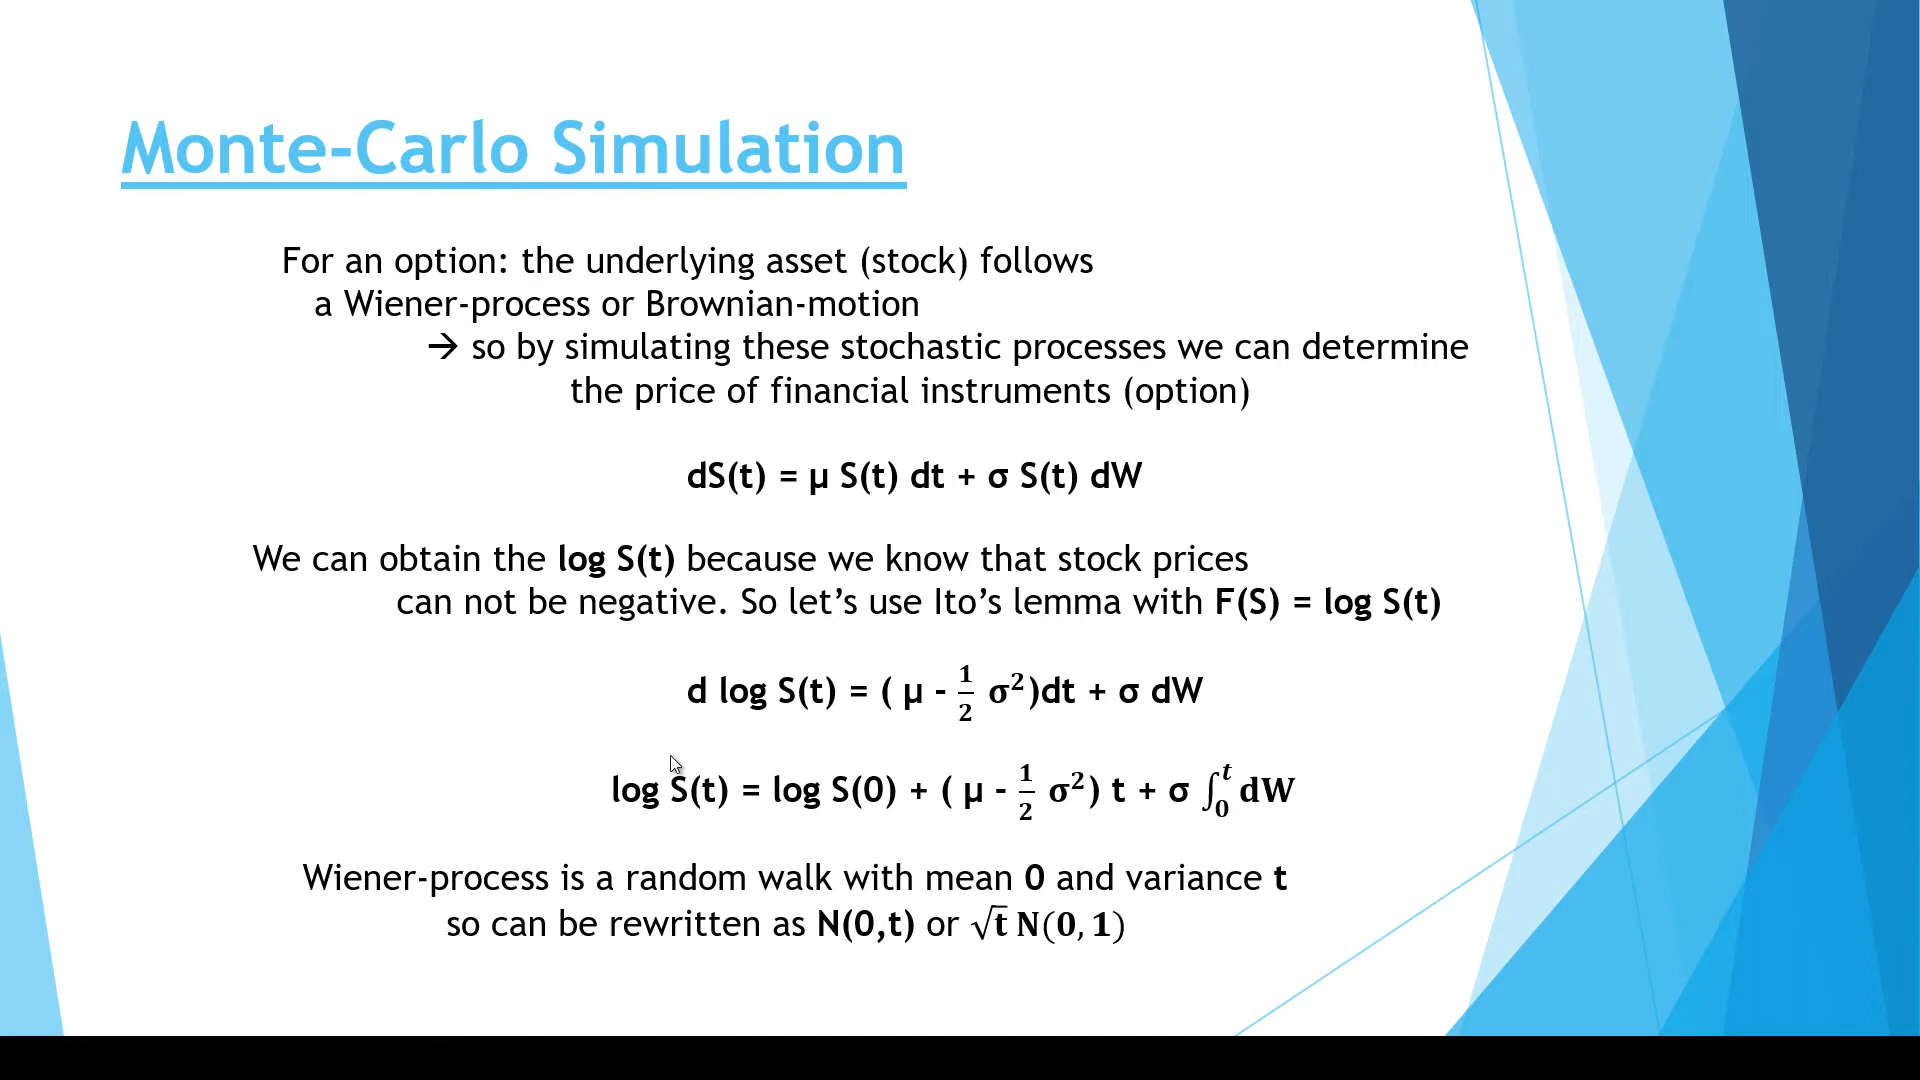 Monte-Carlo Simulation
For an option: the underlying asset (stock) follows
a Wiener-process or Brownian-motion
→ so by simulating these stochastic processes we can determine
the price of financial instruments (option)
dS(t) = μ S(t) dt + σ S(t) dW
We can obtain the log S(t) because we know that stock prices
can not be negative. So let’s use Ito’s lemma with F(S) = log S(t)
d log S(t) = ( μ - 1/2 σ²)dt + σ dW
log S(t) = log S(0) + ( μ - 1/2 σ²) t + σ ∫₀ᵗ dW
Wiener-process is a random walk with mean 0 and variance t
so can be rewritten as N(0,t) or √t N(0, 1)